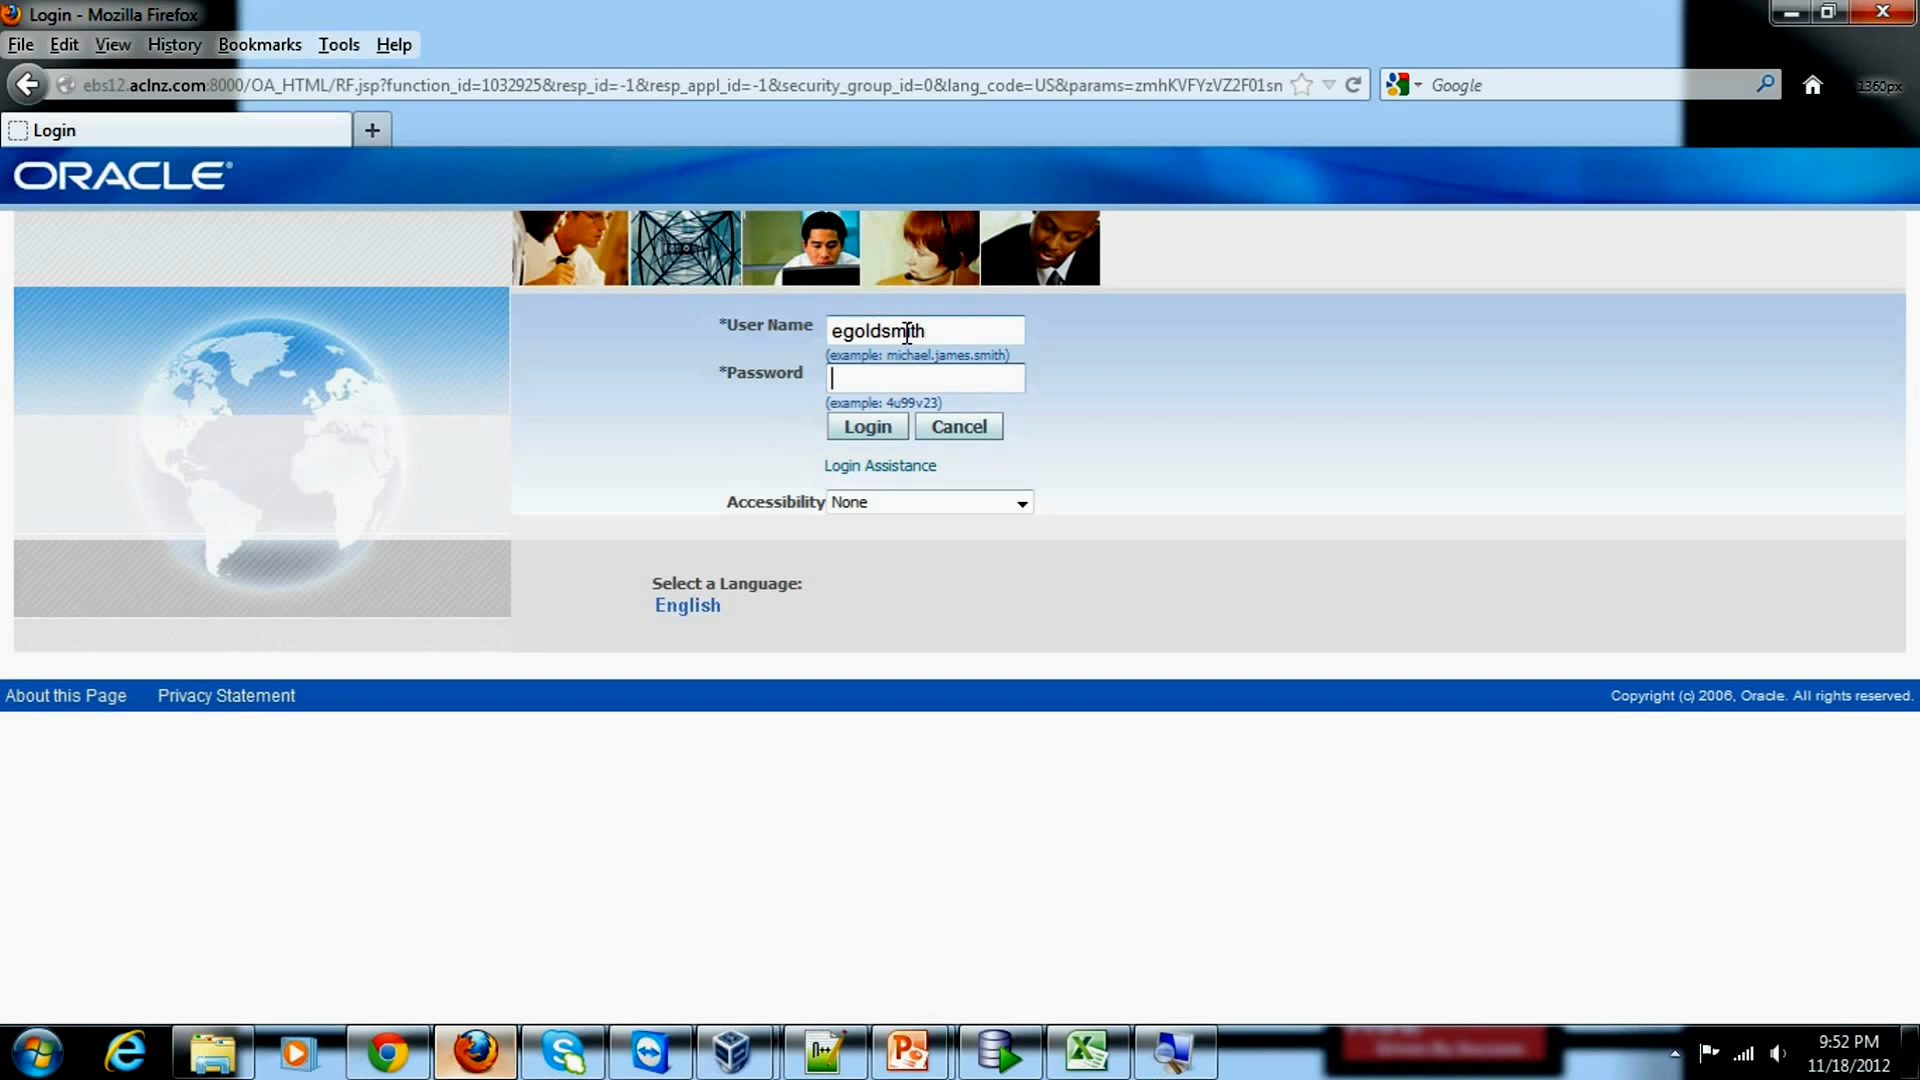 Login - Mozilla Firefox
File Edit View History Bookmarks Tools Help
ebs12.aclnz.com:8000/OA_HTML/RF.jsp?function_id=1032925&resp_id=-1&resp_appl_id=-1&security_group_id=0&lang_code=US&params=zmhKVFYzVZ2F01sn
Google
1360px
Login
ORACLE®
*User Name egoldsmith
(example: michael.james.smith)
*Password
(example: 4u99v23)
Login Cancel
Login Assistance
Accessibility None
Select a Language:
English
About this Page Privacy Statement
Copyright (c) 2006, Oracle. All rights reserved.
9:52 PM
11/18/2012